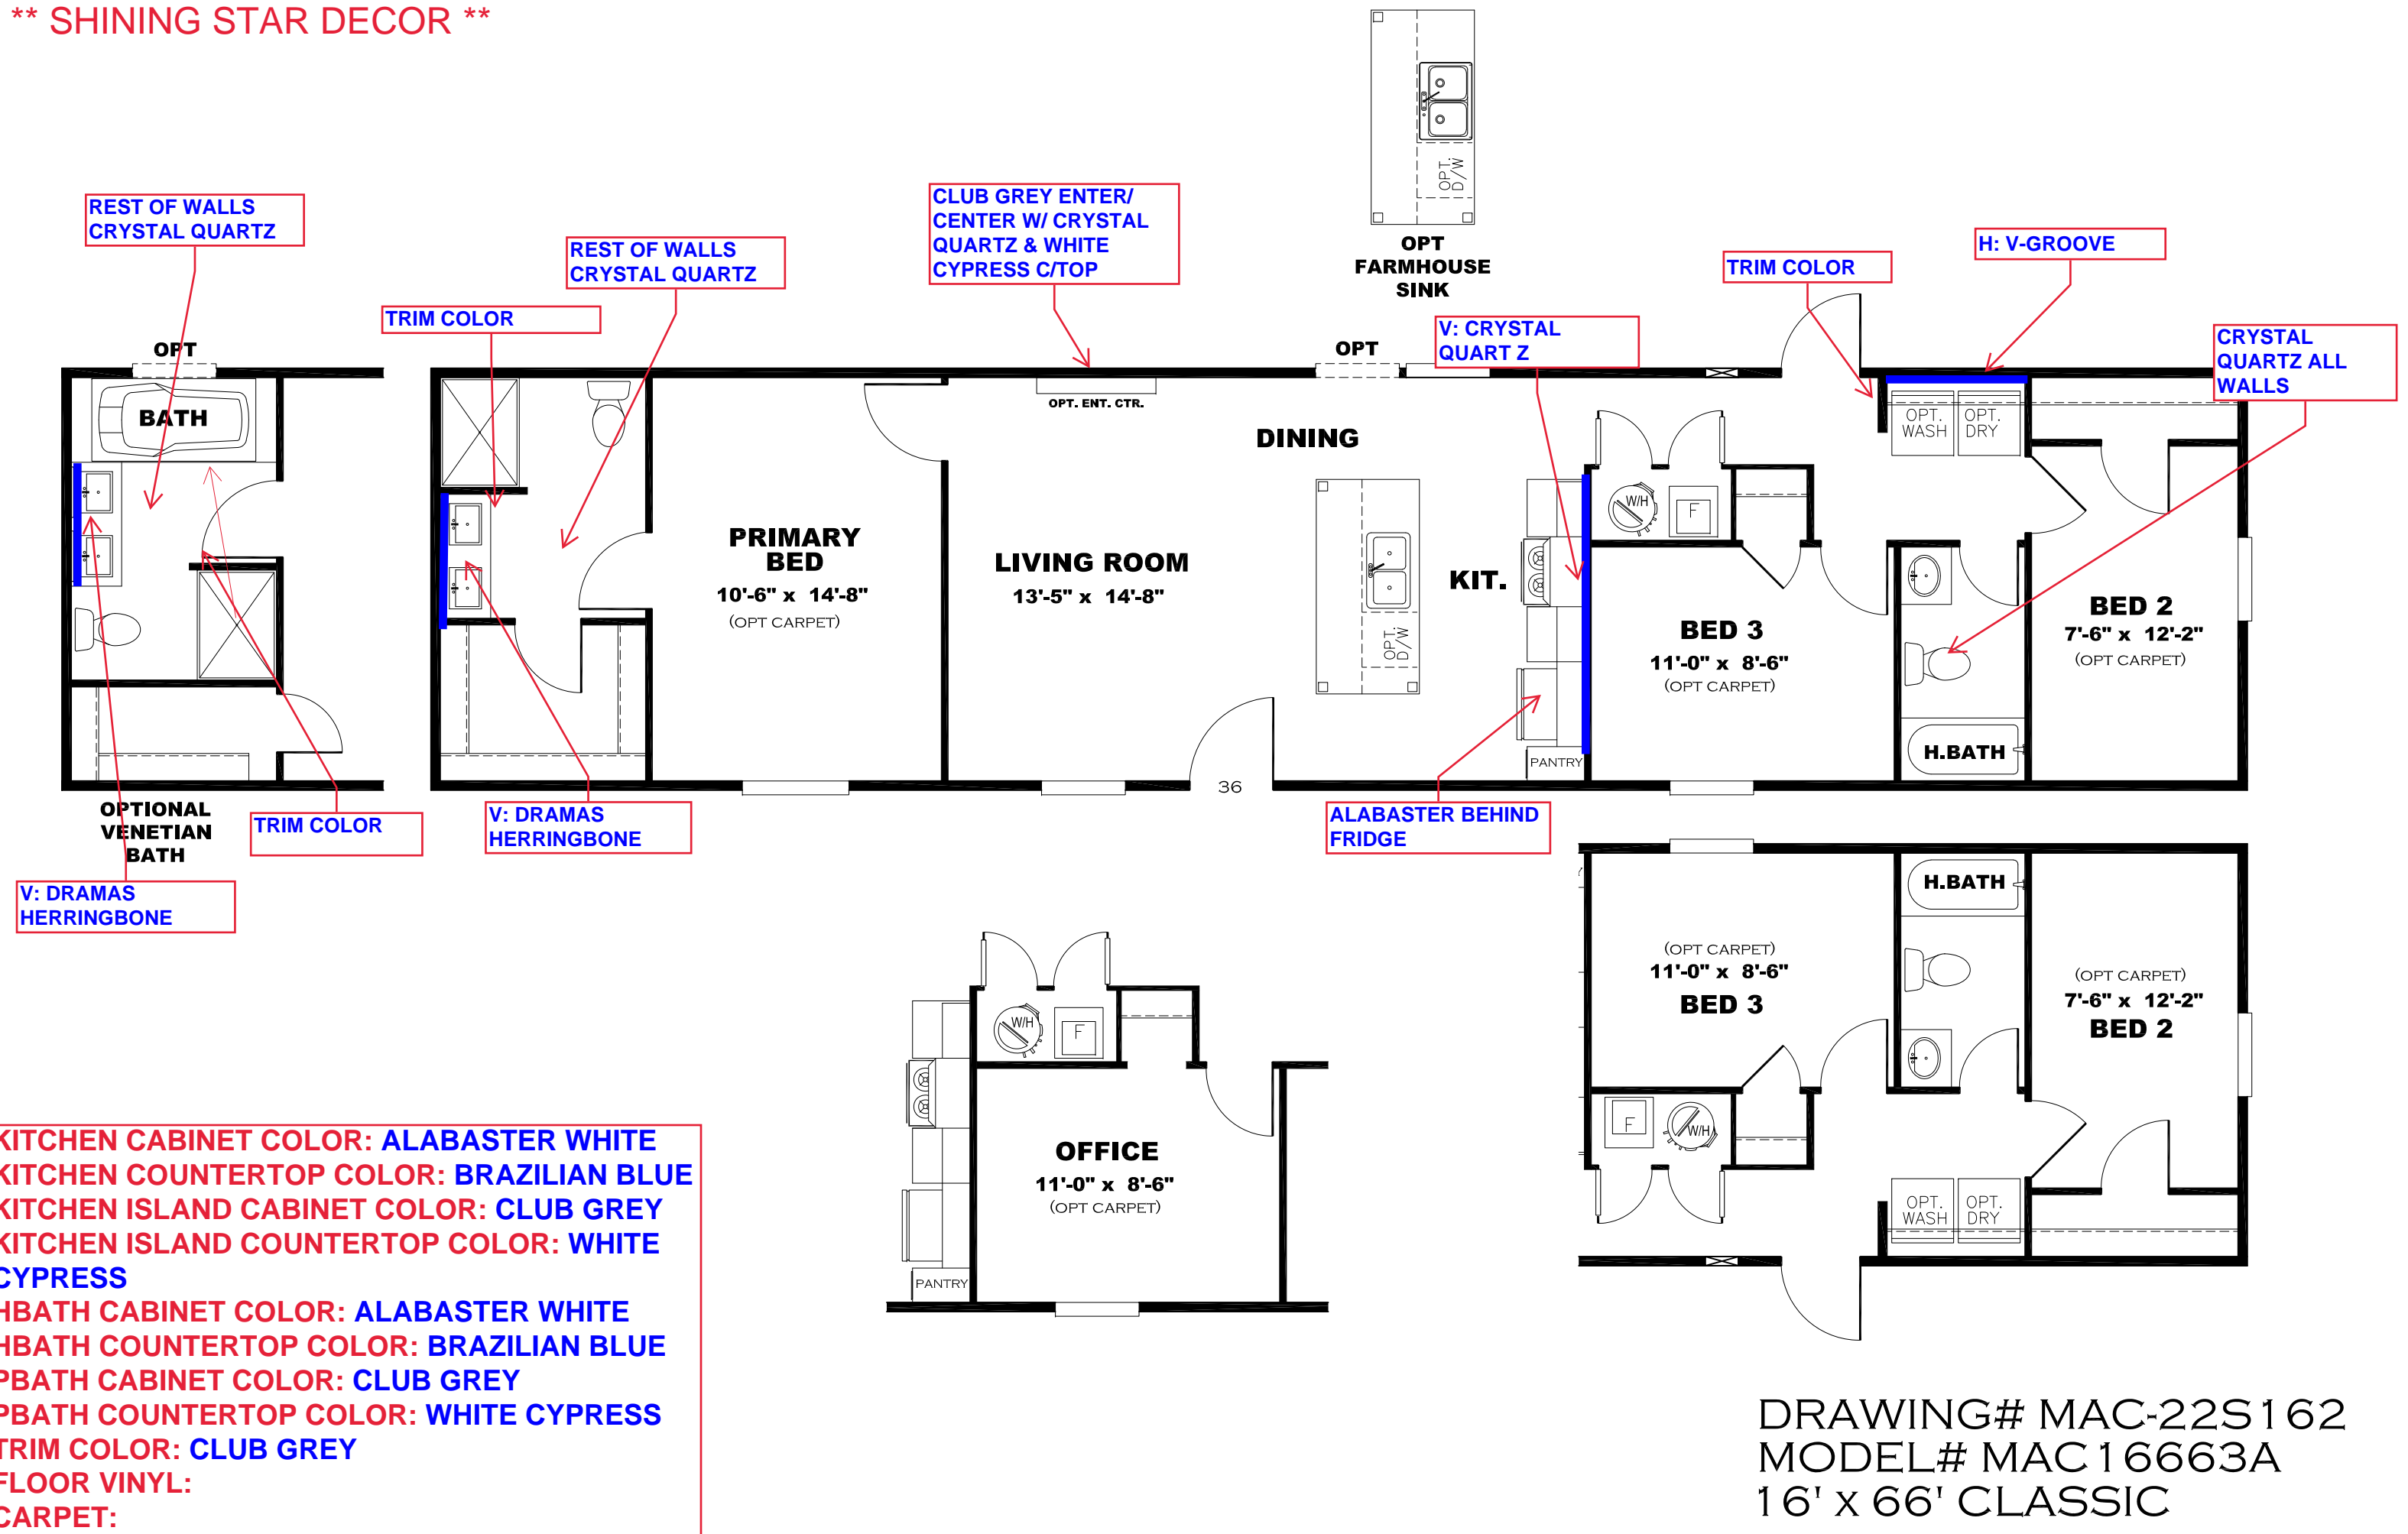 ** SHINING STAR DECOR **
OPT.
D/W
OPT
FARMHOUSE
SINK
REST OF WALLS
CRYSTAL QUARTZ
REST OF WALLS
CRYSTAL QUARTZ
CLUB GREY ENTER/
CENTER W/ CRYSTAL
QUARTZ & WHITE
CYPRESS C/TOP
TRIM COLOR
H: V-GROOVE
TRIM COLOR
V: CRYSTAL
QUART Z
CRYSTAL
QUARTZ ALL
WALLS
OPT
BATH
OPTIONAL
VENETIAN
BATH
TRIM COLOR
V: DRAMAS
HERRINGBONE
PRIMARY
BED
10'-6" x 14'-8"
(OPT CARPET)
V: DRAMAS
HERRINGBONE
OPT. ENT. CTR.
LIVING ROOM
13'-5" x 14'-8"
36
OPT
DINING
OPT.
D/W
KIT.
PANTRY
ALABASTER BEHIND
FRIDGE
W/H
F
BED 3
11'-0" x 8'-6"
(OPT CARPET)
OPT.
WASH
OPT.
DRY
H.BATH
BED 2
7'-6" x 12'-2"
(OPT CARPET)
W/H
F
OFFICE
11'-0" x 8'-6"
(OPT CARPET)
PANTRY
(OPT CARPET)
11'-0" x 8'-6"
BED 3
H.BATH
(OPT CARPET)
7'-6" x 12'-2"
BED 2
F
W/H
OPT.
WASH
OPT.
DRY
KITCHEN CABINET COLOR: ALABASTER WHITE
KITCHEN COUNTERTOP COLOR: BRAZILIAN BLUE
KITCHEN ISLAND CABINET COLOR: CLUB GREY
KITCHEN ISLAND COUNTERTOP COLOR: WHITE
CYPRESS
HBATH CABINET COLOR: ALABASTER WHITE
HBATH COUNTERTOP COLOR: BRAZILIAN BLUE
PBATH CABINET COLOR: CLUB GREY
PBATH COUNTERTOP COLOR: WHITE CYPRESS
TRIM COLOR: CLUB GREY
FLOOR VINYL:
CARPET:
DRAWING# MAC-22S162
MODEL# MAC16663A
16' x 66' CLASSIC